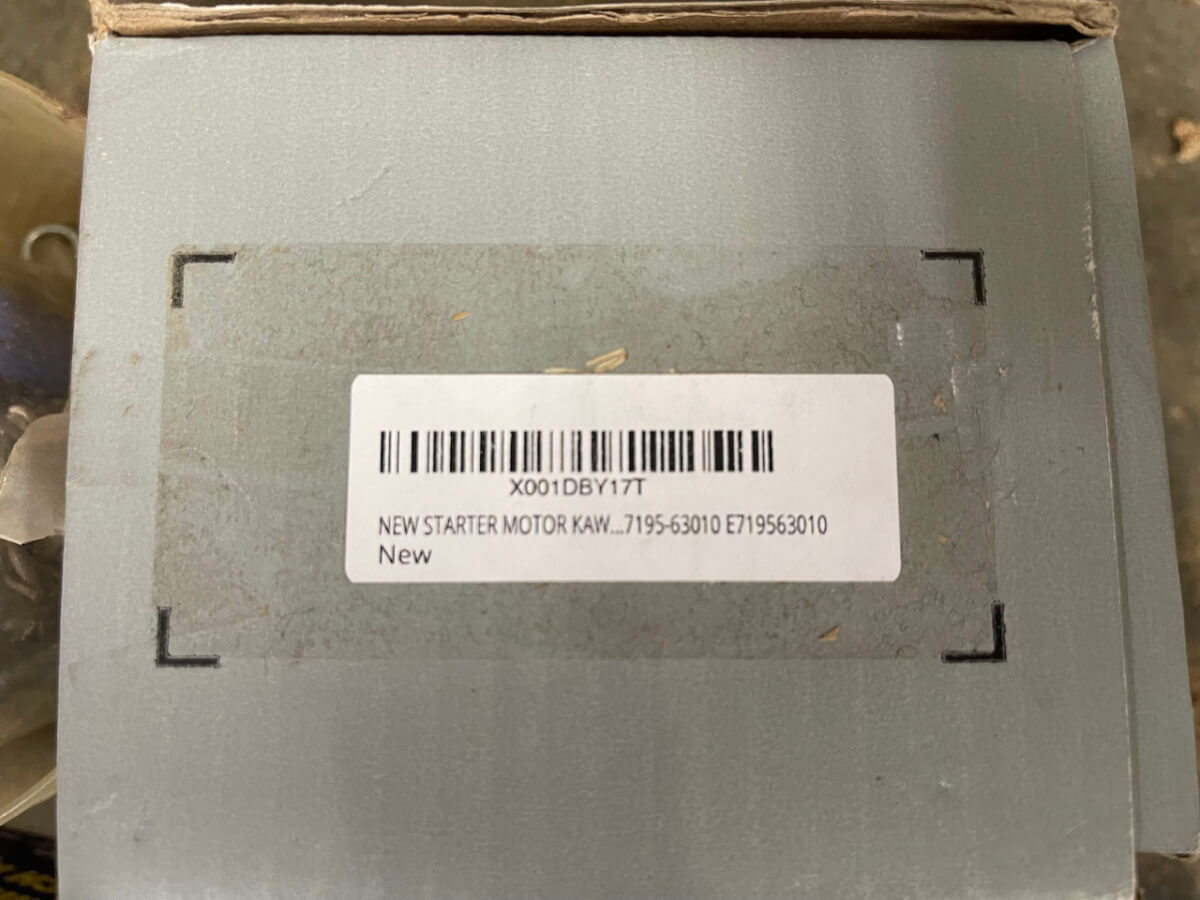 X001DBY17T
NEW STARTER MOTOR KAW...7195-63010 E719563010
New